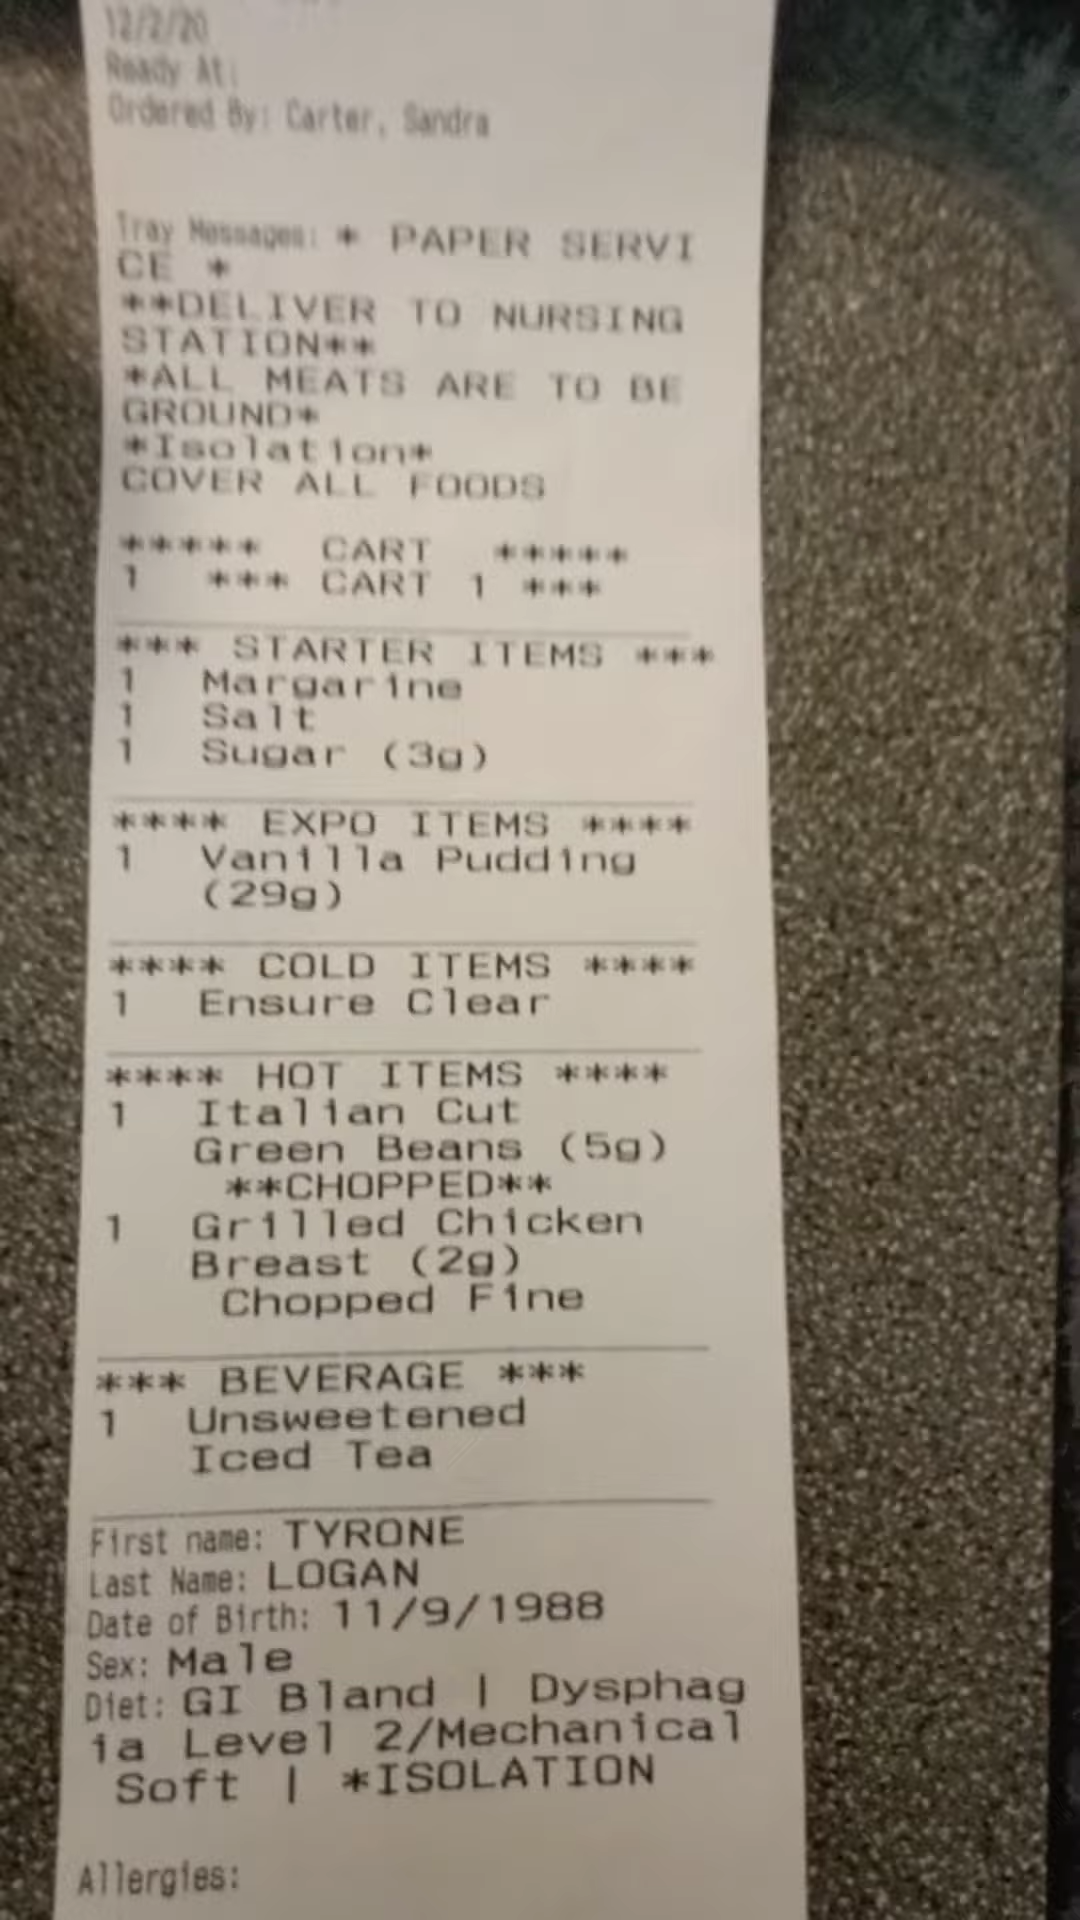 12/2/20
Ready At:
Ordered By: Carter, Sandra
Tray Messages: * PAPER SERVI
CE *
**DELIVER TO NURSING
STATION**
*ALL MEATS ARE TO BE
GROUND*
*Isolation*
COVER ALL FOODS
***** CART *****
1 *** CART 1 ***
*** STARTER ITEMS ***
1 Margarine
1 Salt
1 Sugar (3g)
**** EXPO ITEMS ****
1 Vanilla Pudding
(29g)
**** COLD ITEMS ****
1 Ensure Clear
**** HOT ITEMS ****
1 Italian Cut
Green Beans (5g)
**CHOPPED**
1 Grilled Chicken
Breast (2g)
Chopped Fine
*** BEVERAGE ***
1 Unsweetened
Iced Tea
First name: TYRONE
Last Name: LOGAN
Date of Birth: 11/9/1988
Sex: Male
Diet: GI Bland | Dysphag
ia Level 2/Mechanical
Soft | *ISOLATION
Allergies: